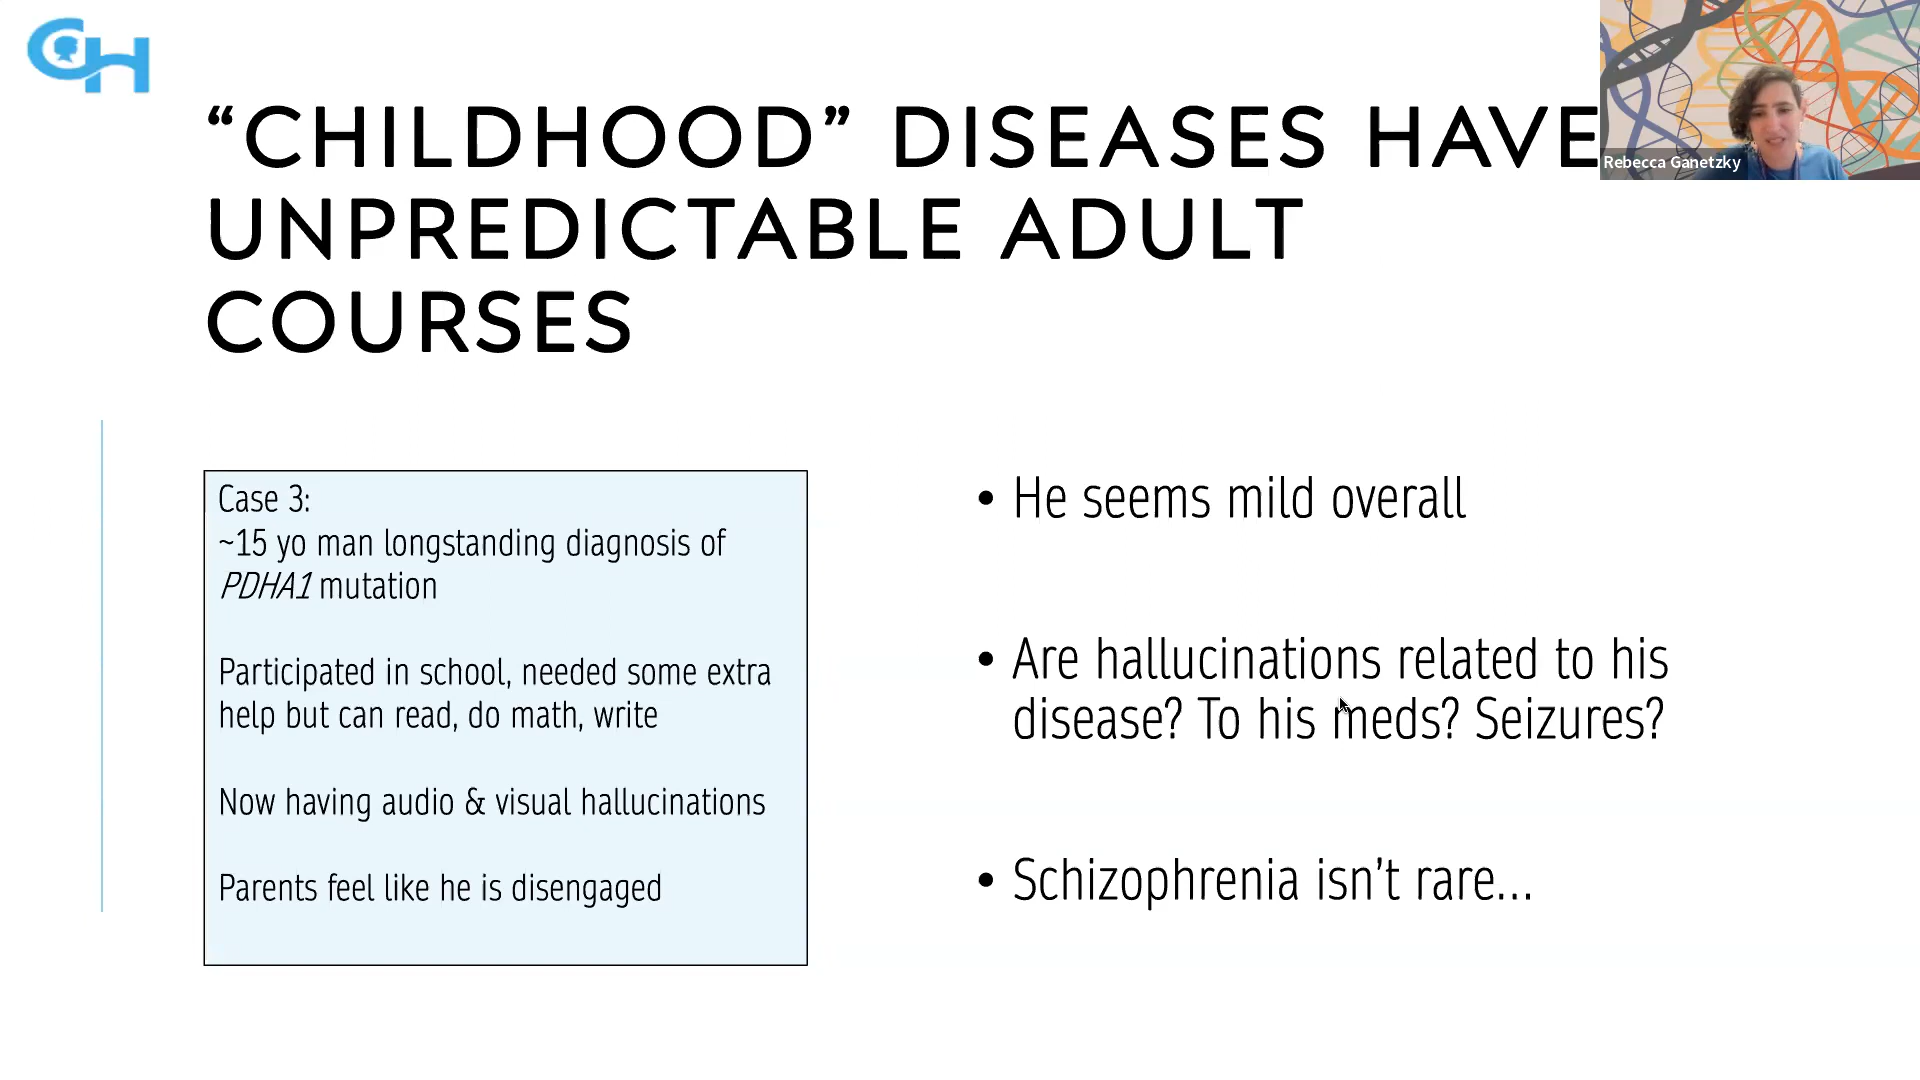 CH
“CHILDHOOD” DISEASES HAVE
UNPREDICTABLE ADULT
COURSES
Rebecca Ganetzky
Case 3:
~15 yo man longstanding diagnosis of
PDHA1 mutation
Participated in school, needed some extra
help but can read, do math, write
Now having audio & visual hallucinations
Parents feel like he is disengaged
• He seems mild overall
• Are hallucinations related to his
disease? To his meds? Seizures?
• Schizophrenia isn’t rare...